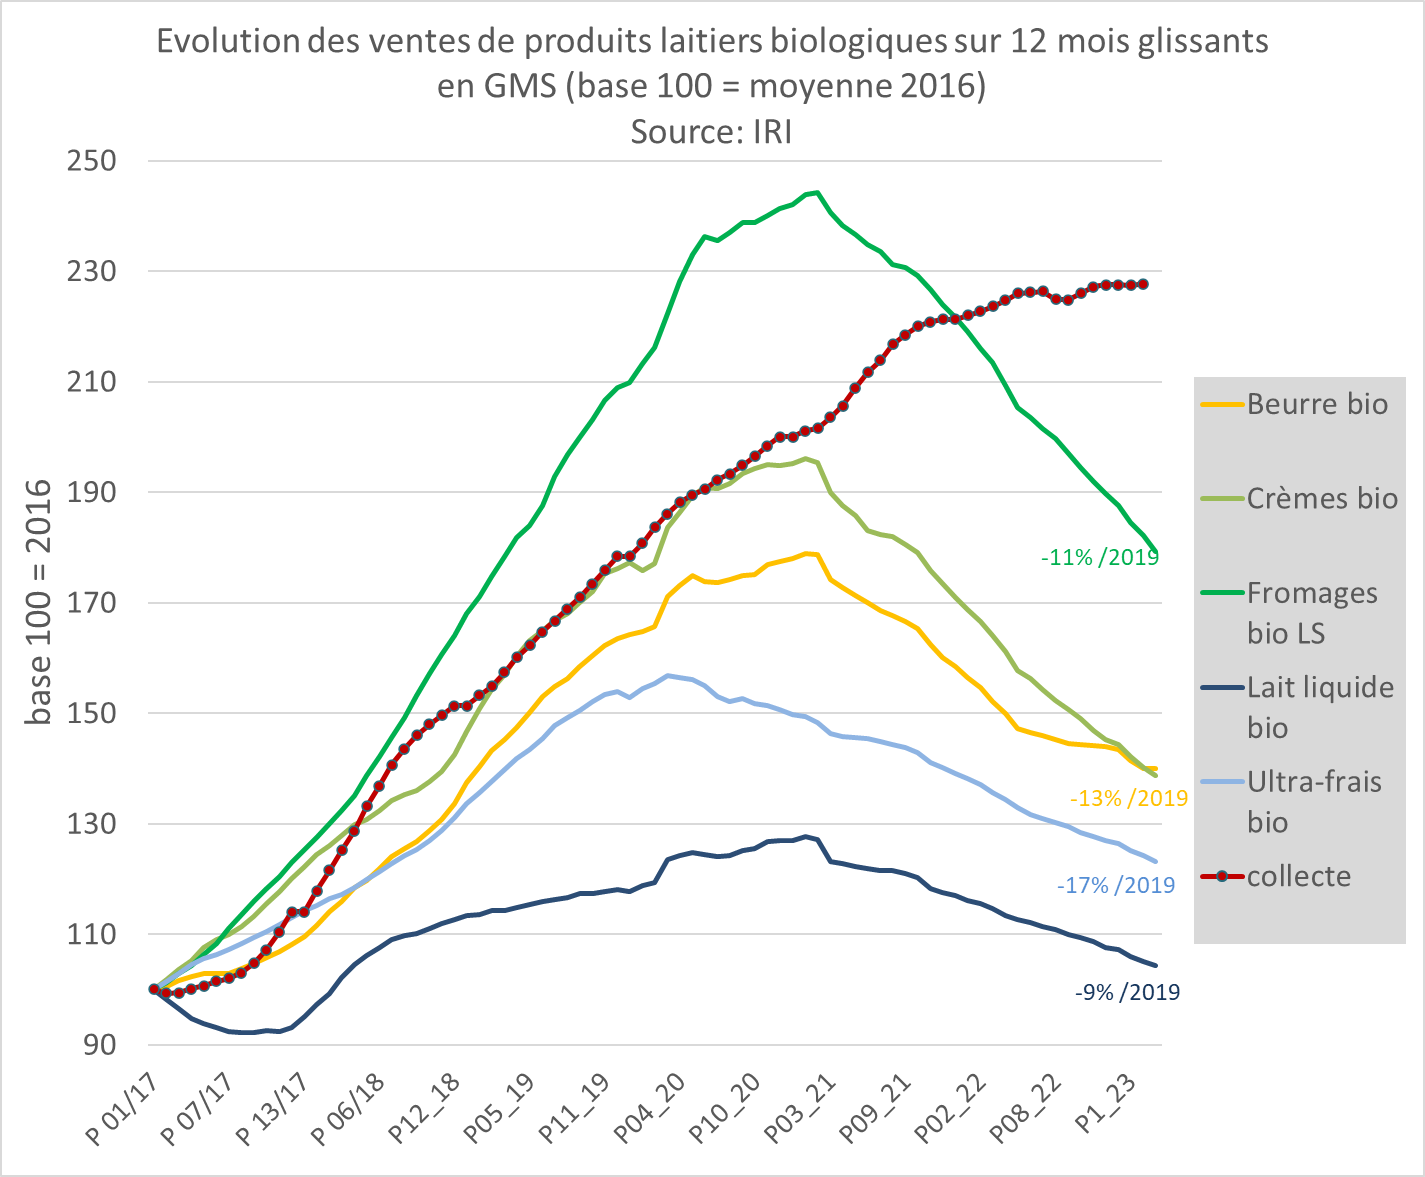 Evolution des ventes de produits laitiers biologiques sur 12 mois glissants
en GMS (base 100 = moyenne 2016)
Source: IRI
base 100 = 2016
250
230
210
190
170
150
130
110
90
-11% /2019
-13% /2019
-17% /2019
-9% /2019
P 01/17
P 07/17
P 13/17
P 06/18
P12_18
P05_19
P11_19
P04_20
P10_20
P03_21
P09_21
P02_22
P08_22
P1_23
Beurre bio
Crèmes bio
Fromages
bio LS
Lait liquide
bio
Ultra-frais
bio
collecte